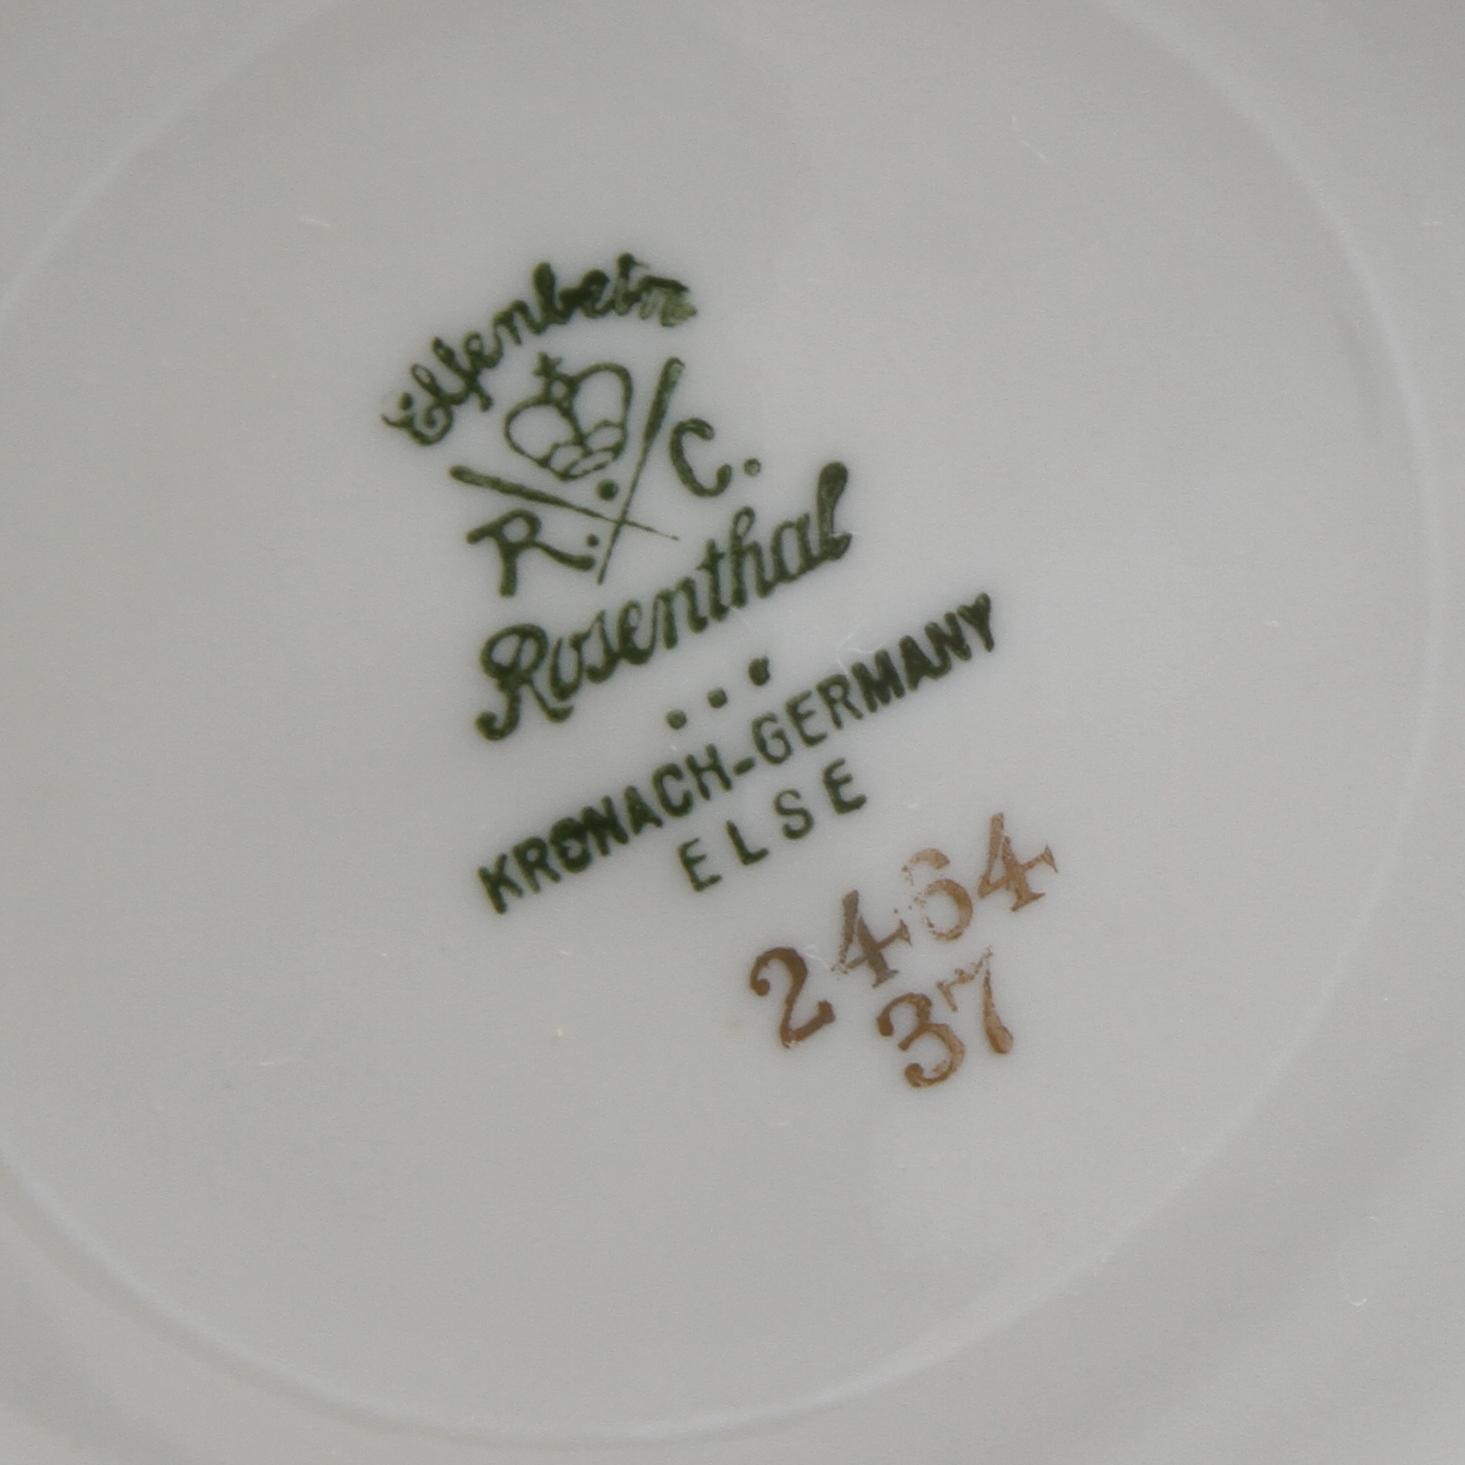 Elfenbein
R. C.
Rosenthal
...
KRONACH-GERMANY
ELSE
2464
37